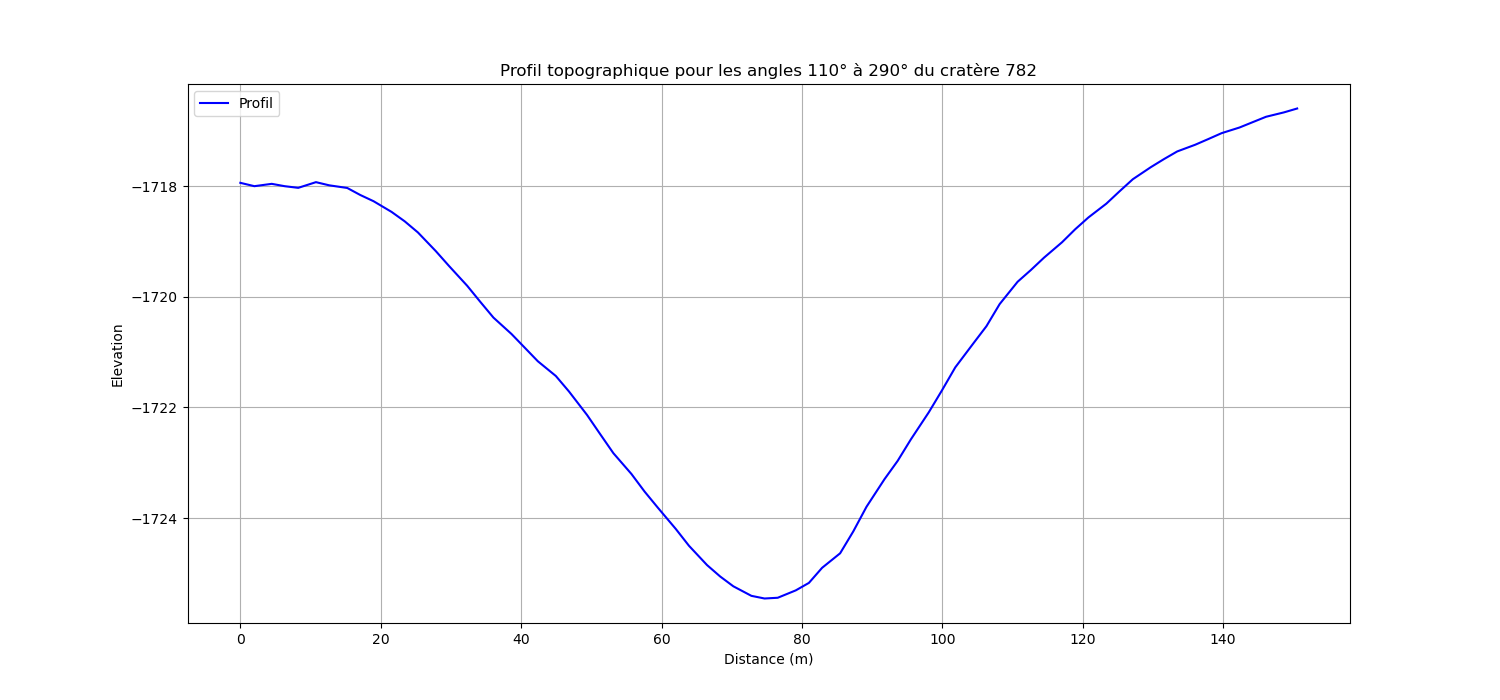 Profil topographique pour les angles 110° à 290° du cratère 782
Profil
−1718
−1720
−1722
−1724
Elevation
0 20 40 60 80 100 120 140
Distance (m)